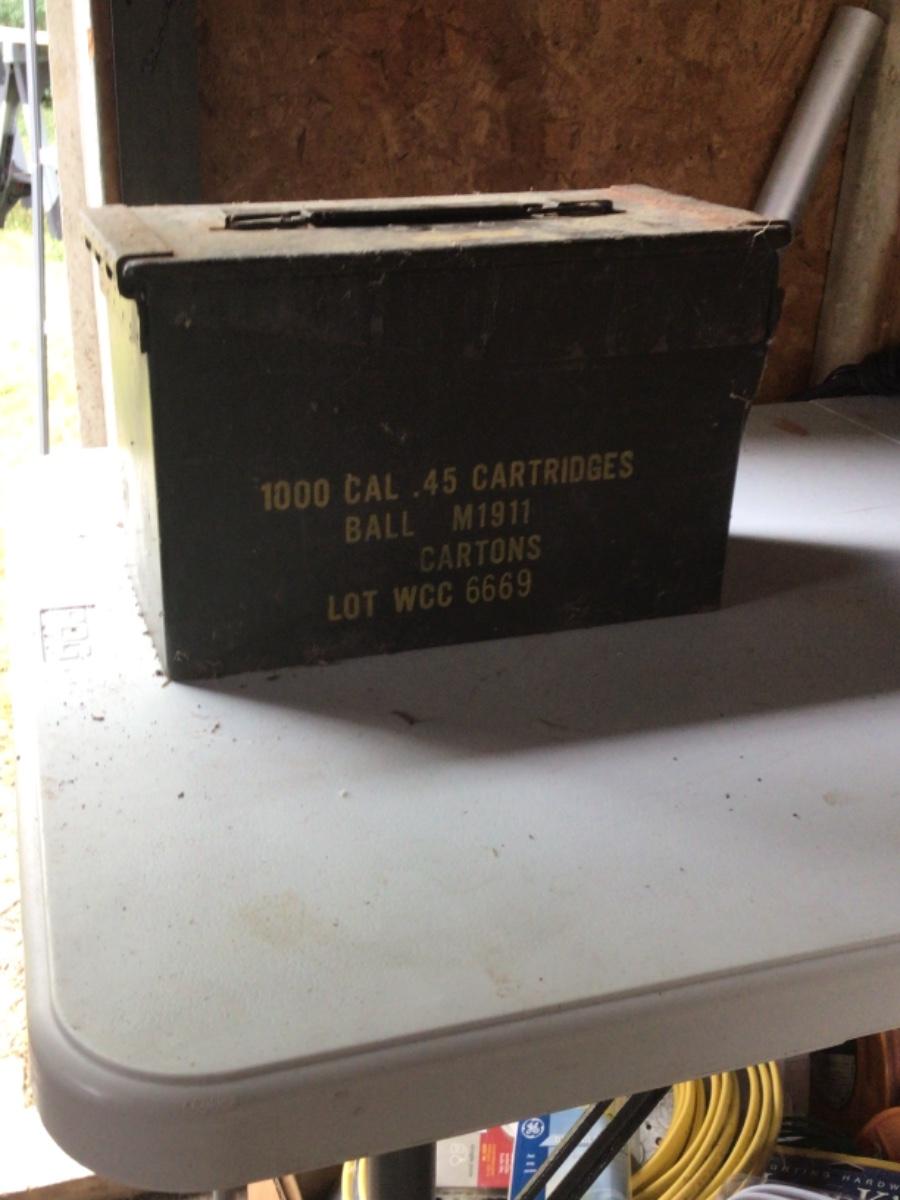 1000 CAL .45 CARTRIDGES
BALL M1911
CARTONS
LOT WCC 6669